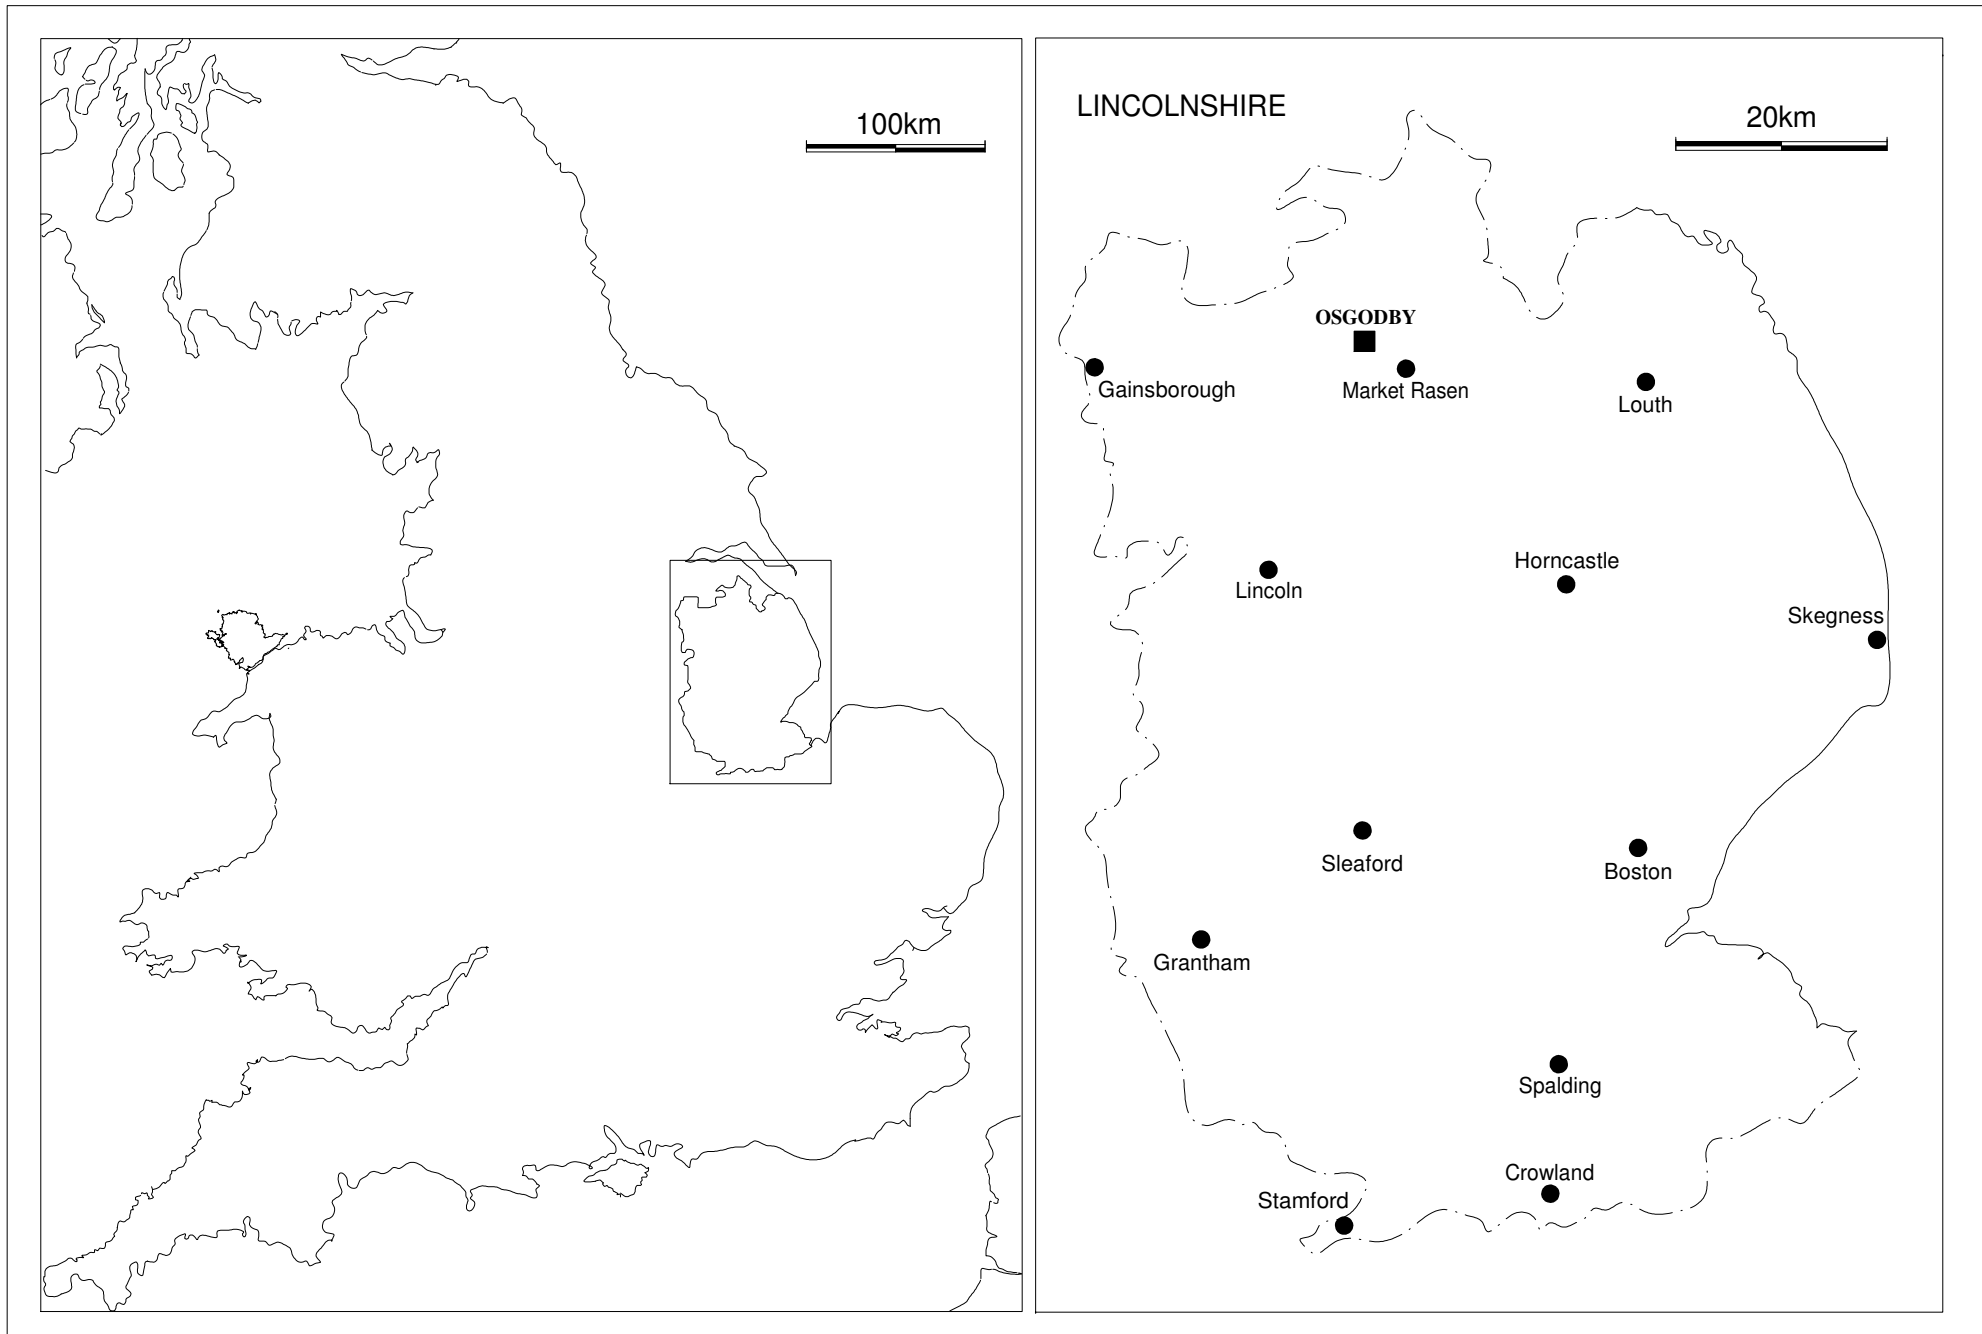 100km
LINCOLNSHIRE
20km
OSGODBY
Gainsborough
Market Rasen
Louth
Horncastle
Lincoln
Skegness
Sleaford
Boston
Grantham
Spalding
Crowland
Stamford